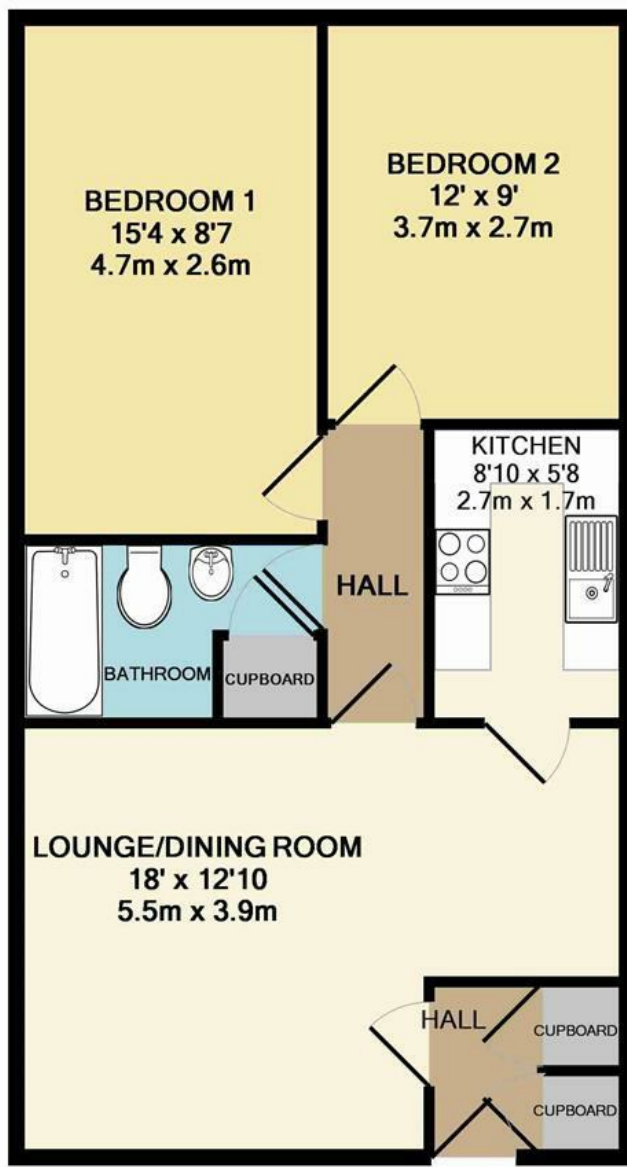 BEDROOM 1
15'4 x 8'7
4.7m x 2.6m
BEDROOM 2
12' x 9'
3.7m x 2.7m
KITCHEN
8'10 x 5'8
2.7m x 1.7m
HALL
BATHROOM
CUPBOARD
LOUNGE/DINING ROOM
18' x 12'10
5.5m x 3.9m
HALL
CUPBOARD
CUPBOARD